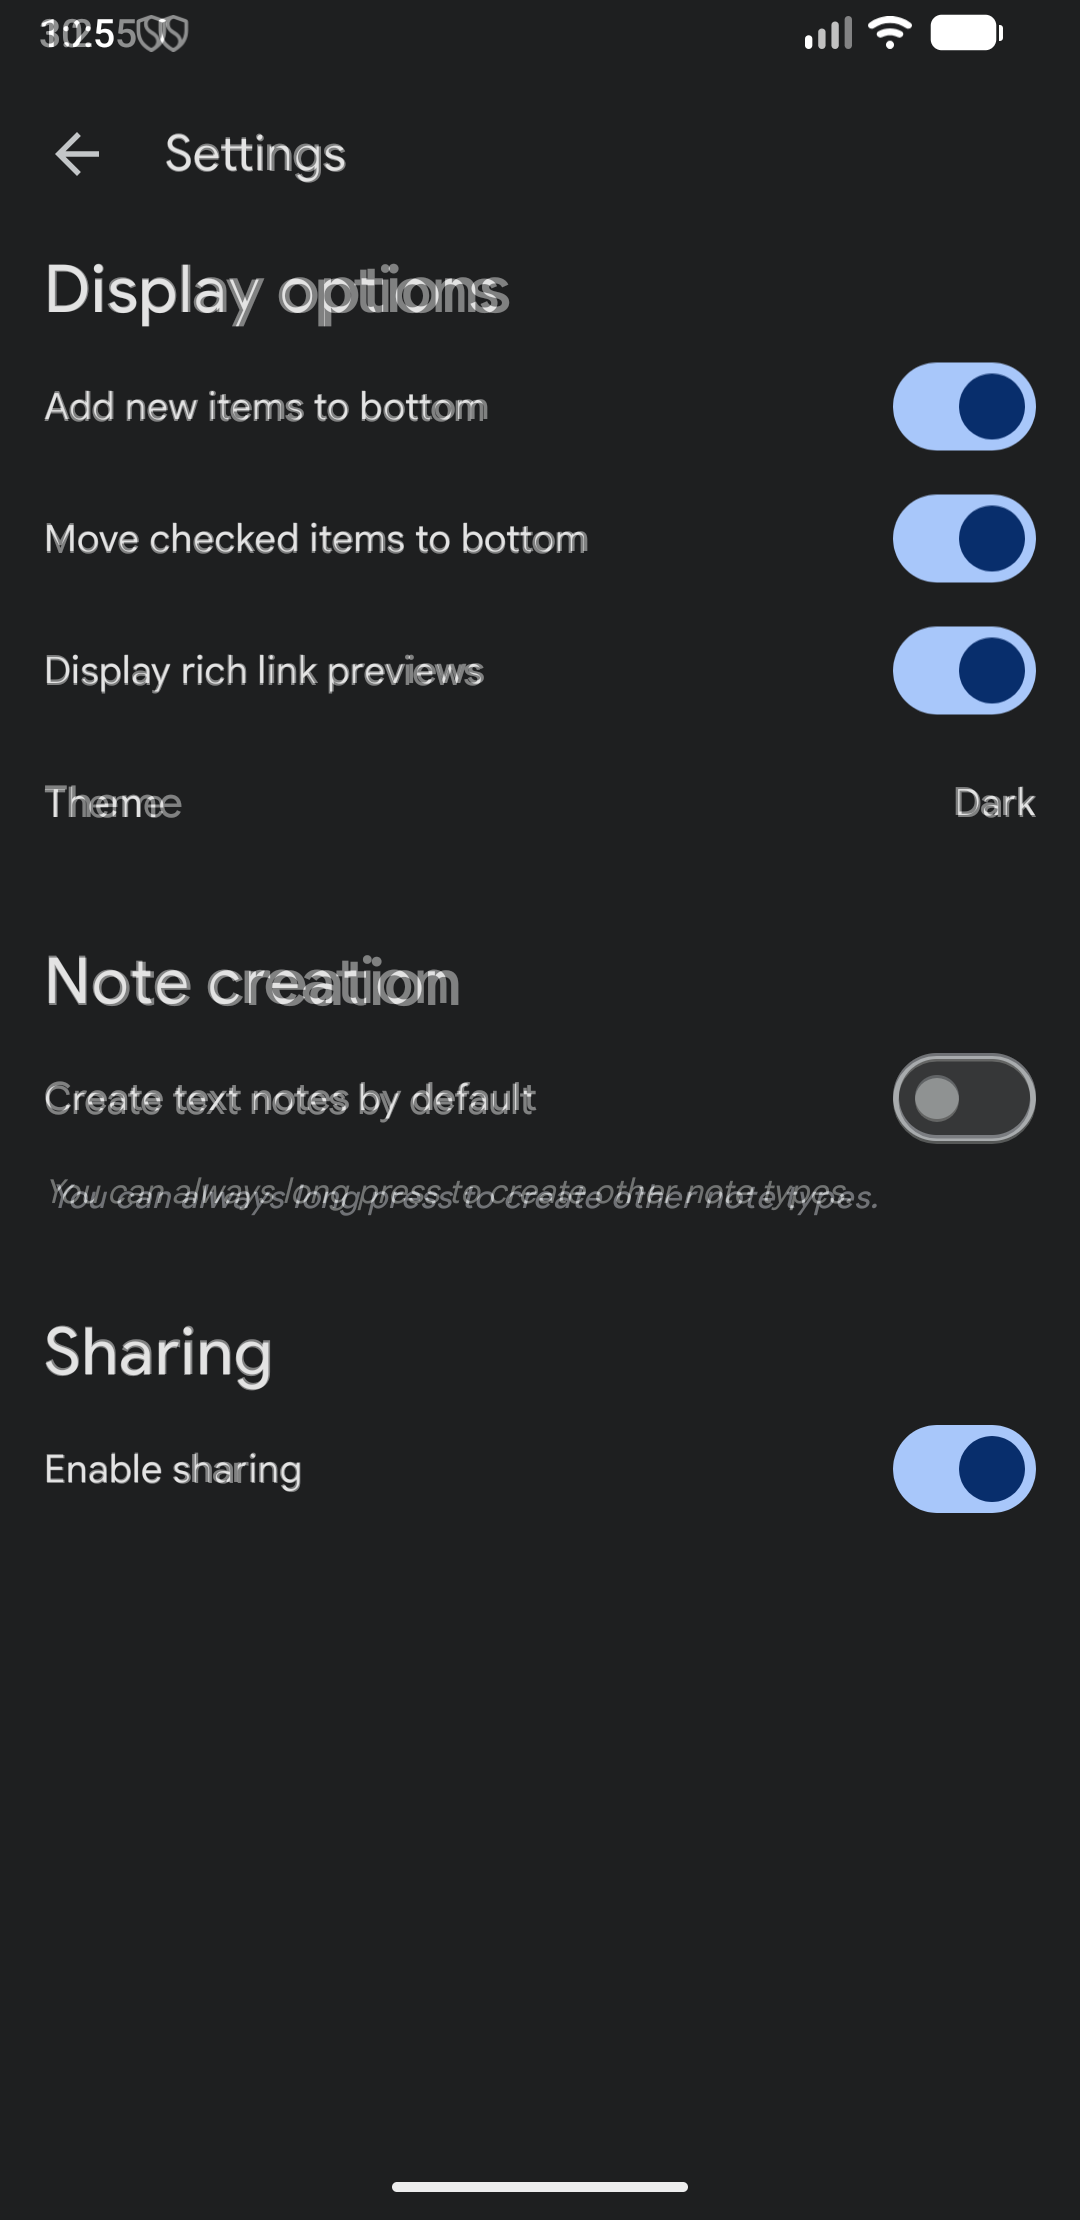 Settings
Display options
Add new items to bottom
Move checked items to bottom
Display rich link previews
Theme
Dark
Note creation
Create text notes by default
You can always long press to create other note types.
Sharing
Enable sharing